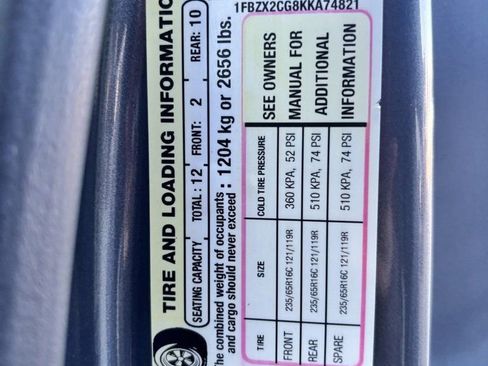 TIRE AND LOADING INFORMATION
SEATING CAPACITY TOTAL: 12 FRONT: 2 REAR: 10
The combined weight of occupants
and cargo should never exceed : 1204 kg or 2656 lbs.
TIRE SIZE COLD TIRE PRESSURE
FRONT 235/65R16C 121/119R 360 KPA, 52 PSI
REAR 235/65R16C 121/119R 510 KPA, 74 PSI
SPARE 235/65R16C 121/119R 510 KPA, 74 PSI
SEE OWNERS
MANUAL FOR
ADDITIONAL
INFORMATION
1FBZX2CG8KKA74821